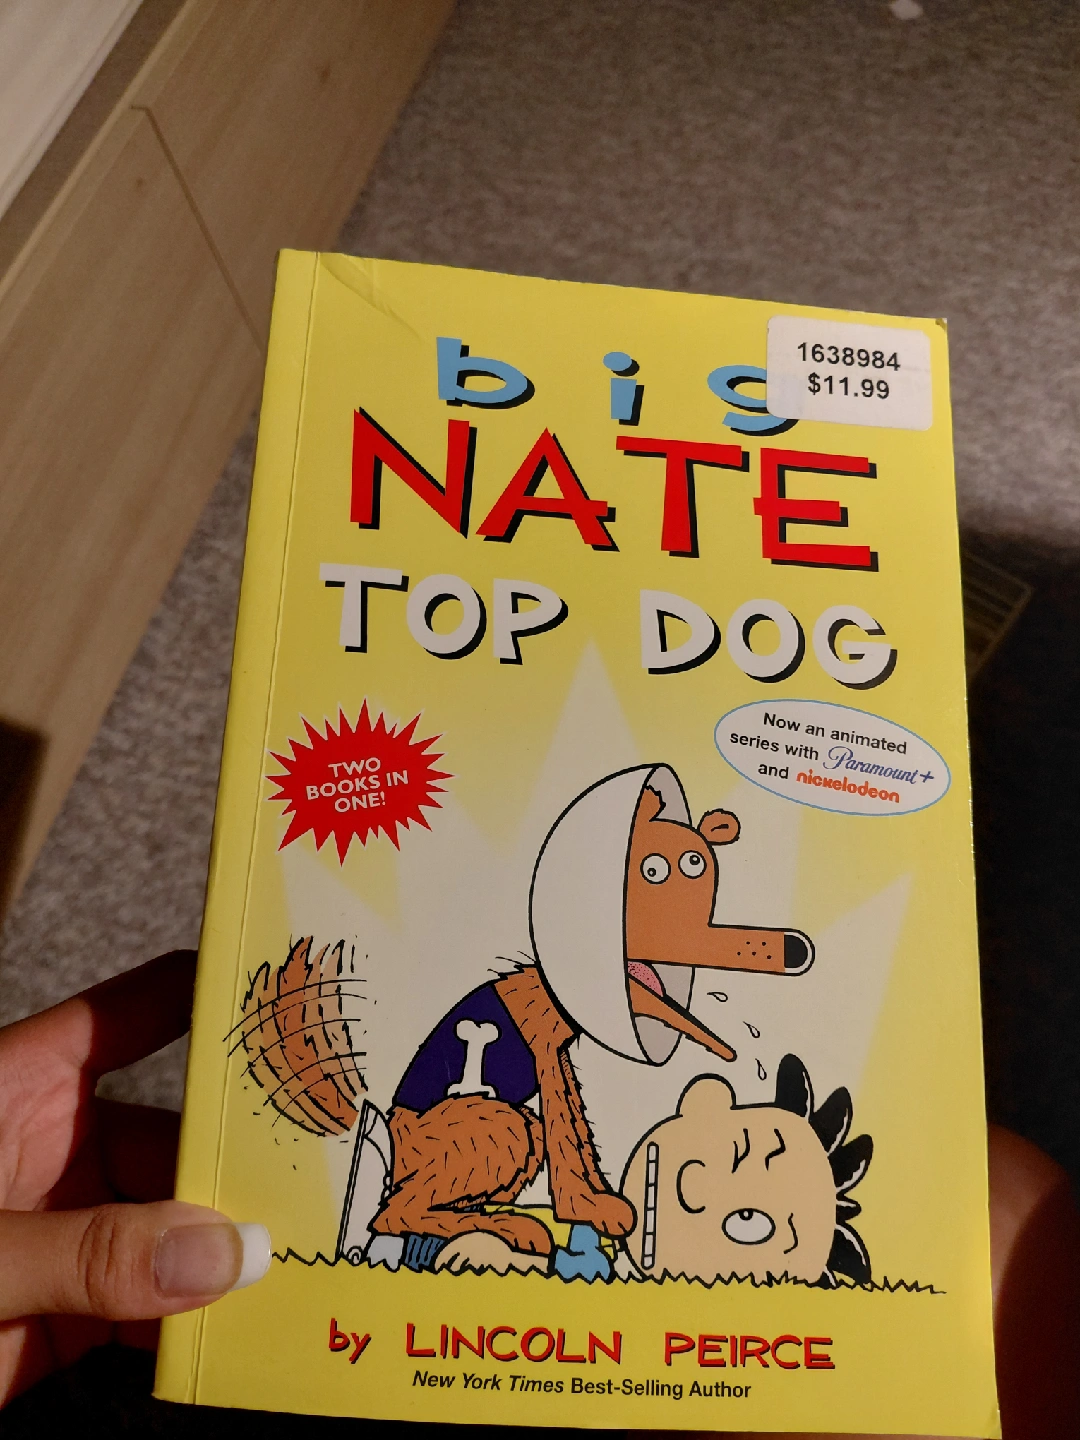 1638984
$11.99
big
NATE
TOP DOG
TWO
BOOKS IN
ONE!
Now an animated
series with Paramount+
and nickelodeon
by LINCOLN PEIRCE
New York Times Best-Selling Author